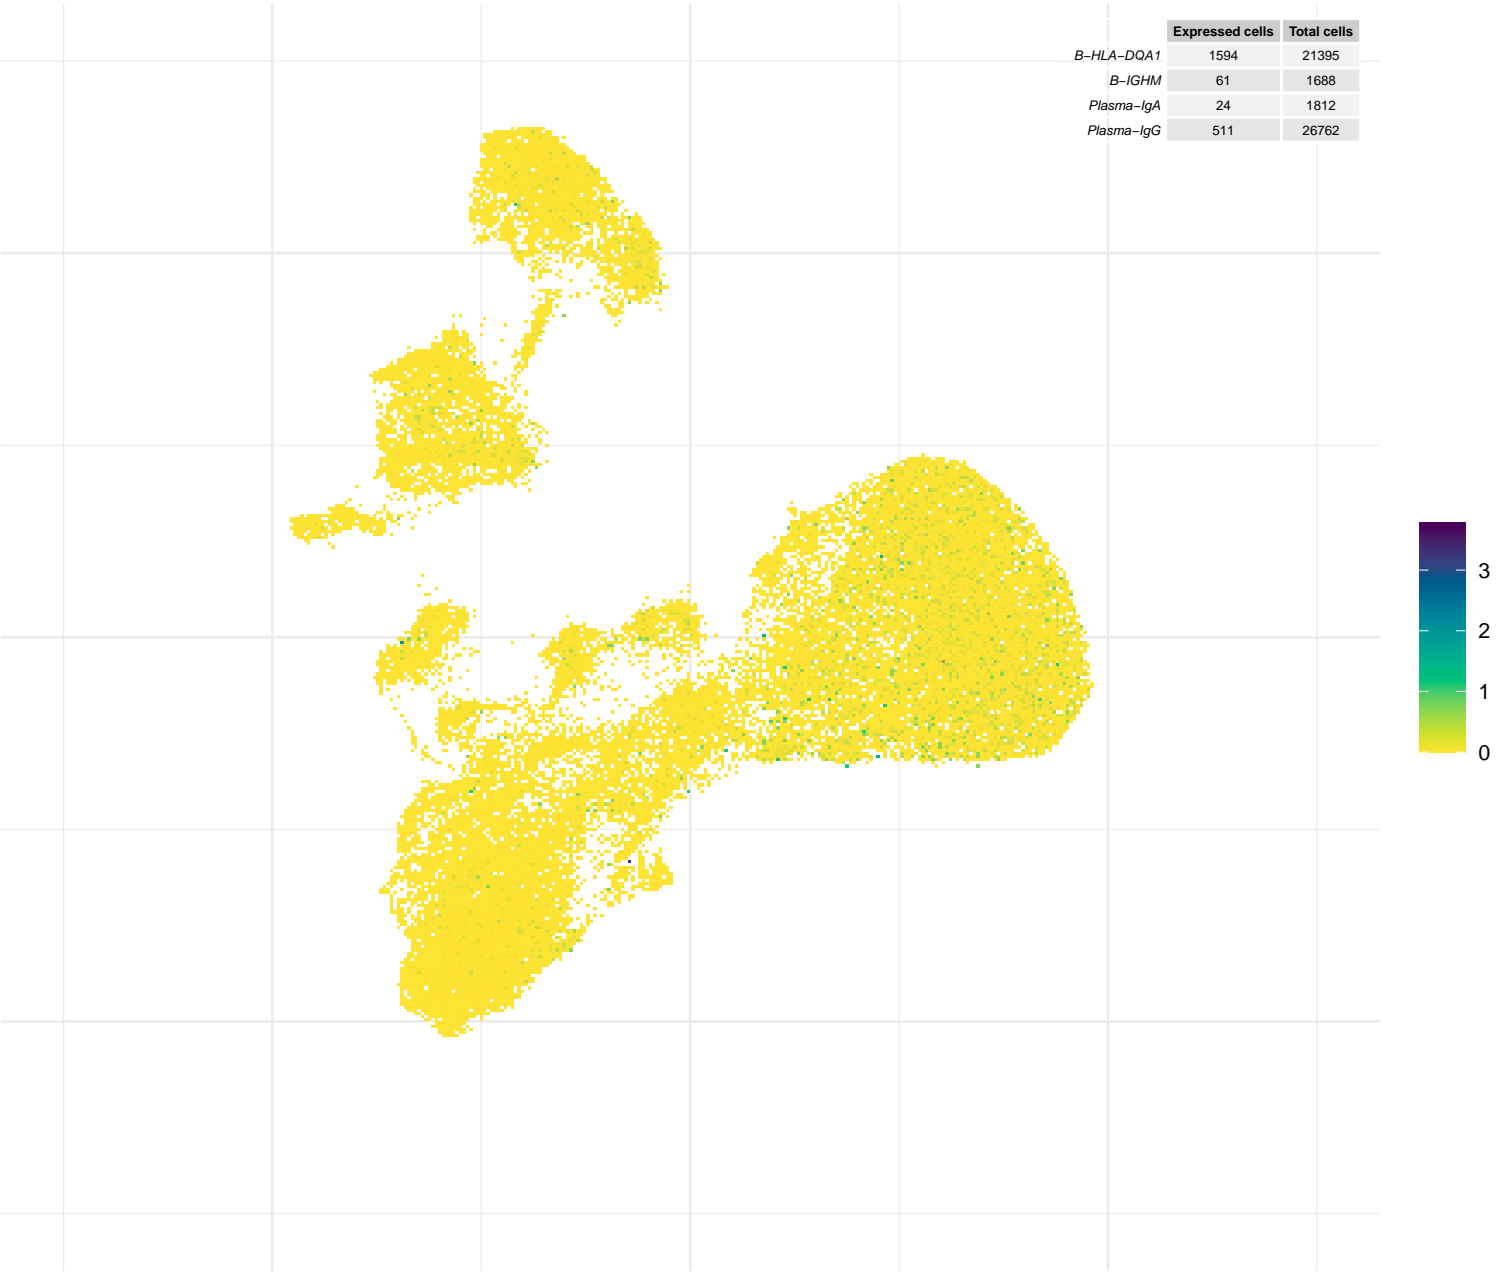 Expressed cells Total cells
B−HLA−DQA1 1594 21395
B−IGHM 61 1688
Plasma−IgA 24 1812
Plasma−IgG 511 26762
3
2
1
0